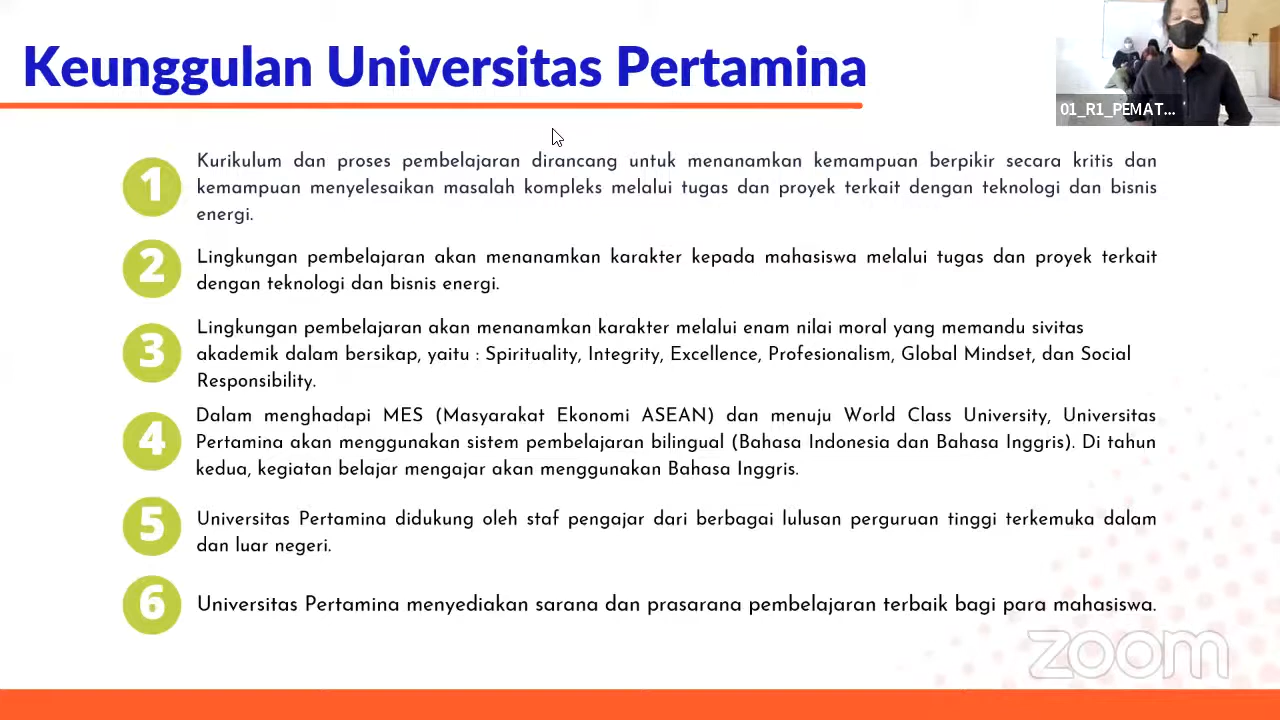 Keunggulan Universitas Pertamina
01_R1_PEMAT...
1
Kurikulum dan proses pembelajaran dirancang untuk menanamkan kemampuan berpikir secara kritis dan
kemampuan menyelesaikan masalah kompleks melalui tugas dan proyek terkait dengan teknologi dan bisnis
energi.
2
Lingkungan pembelajaran akan menanamkan karakter kepada mahasiswa melalui tugas dan proyek terkait
dengan teknologi dan bisnis energi.
3
Lingkungan pembelajaran akan menanamkan karakter melalui enam nilai moral yang memandu sivitas
akademik dalam bersikap, yaitu : Spirituality, Integrity, Excellence, Profesionalism, Global Mindset, dan Social
Responsibility.
4
Dalam menghadapi MES (Masyarakat Ekonomi ASEAN) dan menuju World Class University, Universitas
Pertamina akan menggunakan sistem pembelajaran bilingual (Bahasa Indonesia dan Bahasa Inggris). Di tahun
kedua, kegiatan belajar mengajar akan menggunakan Bahasa Inggris.
5
Universitas Pertamina didukung oleh staf pengajar dari berbagai lulusan perguruan tinggi terkemuka dalam
dan luar negeri.
6
Universitas Pertamina menyediakan sarana dan prasarana pembelajaran terbaik bagi para mahasiswa.
zoom